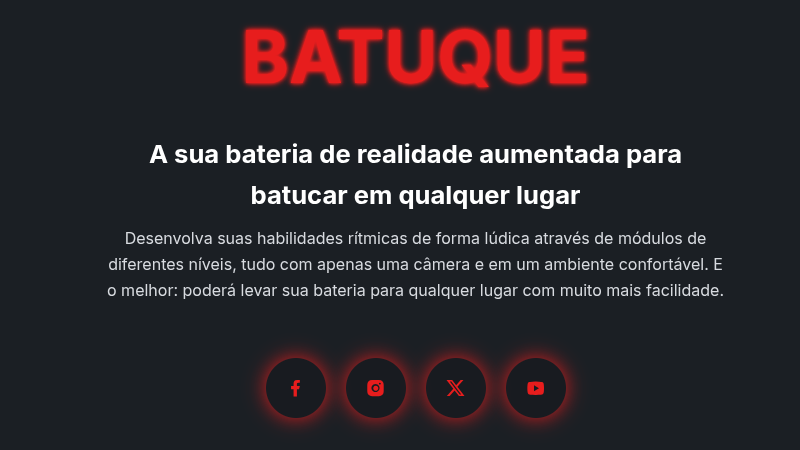 BATUQUE
A sua bateria de realidade aumentada para
batucar em qualquer lugar
Desenvolva suas habilidades rítmicas de forma lúdica através de módulos de
diferentes níveis, tudo com apenas uma câmera e em um ambiente confortável. E
o melhor: poderá levar sua bateria para qualquer lugar com muito mais facilidade.